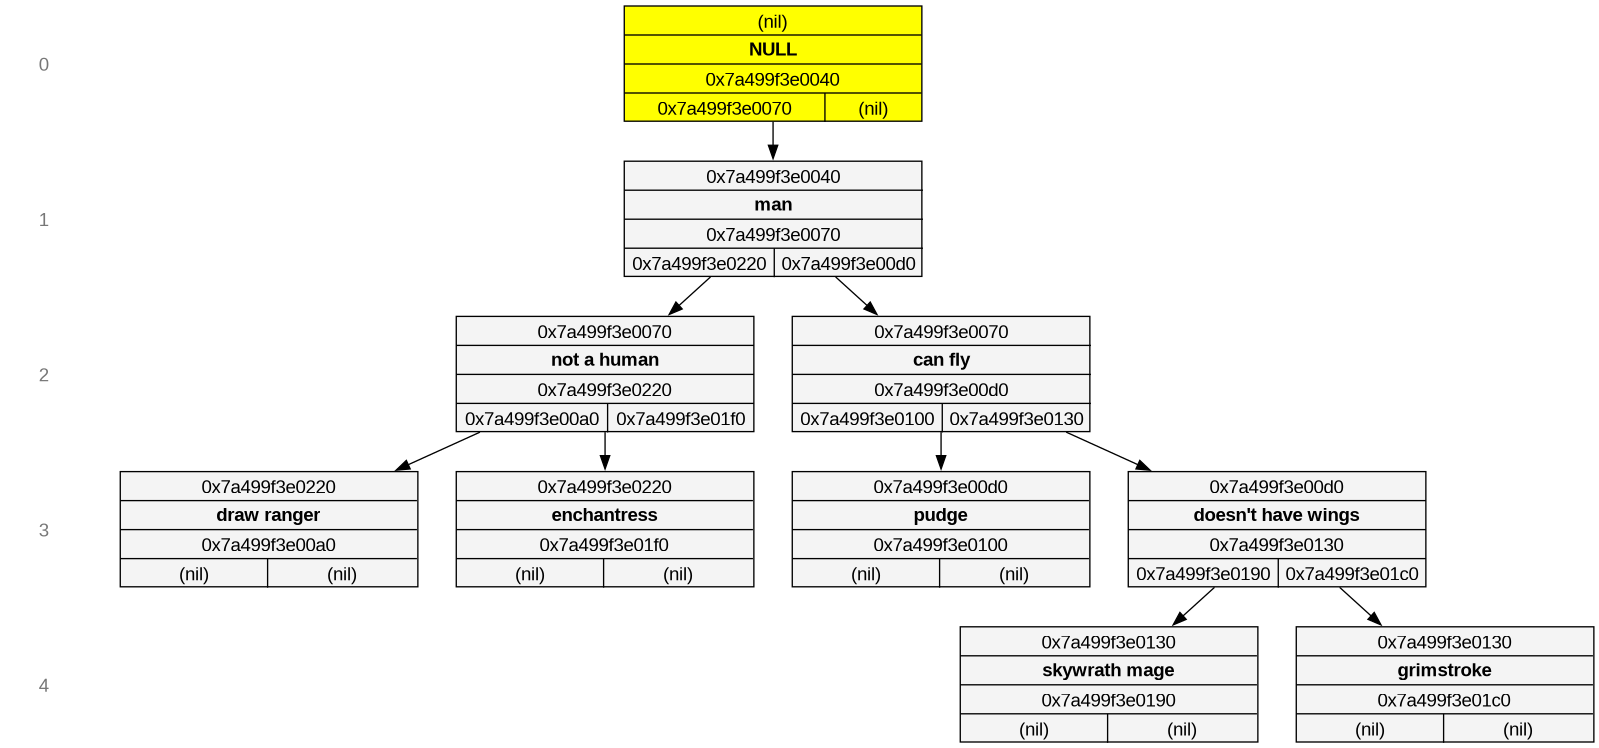 (nil)
NULL
0
0x7a499f3e0040
0x7a499f3e0070 (nil)
0x7a499f3e0040
man
1
0x7a499f3e0070
0x7a499f3e0220 0x7a499f3e00d0
0x7a499f3e0070 0x7a499f3e0070
not a human can fly
2
0x7a499f3e0220 0x7a499f3e00d0
0x7a499f3e00a0 0x7a499f3e01f0 0x7a499f3e0100 0x7a499f3e0130
0x7a499f3e0220 0x7a499f3e0220 0x7a499f3e00d0 0x7a499f3e00d0
draw ranger enchantress pudge doesn't have wings
3
0x7a499f3e00a0 0x7a499f3e01f0 0x7a499f3e0100 0x7a499f3e0130
(nil) (nil) (nil) (nil) (nil) (nil) 0x7a499f3e0190 0x7a499f3e01c0
0x7a499f3e0130 0x7a499f3e0130
skywrath mage grimstroke
4
0x7a499f3e0190 0x7a499f3e01c0
(nil) (nil) (nil) (nil)